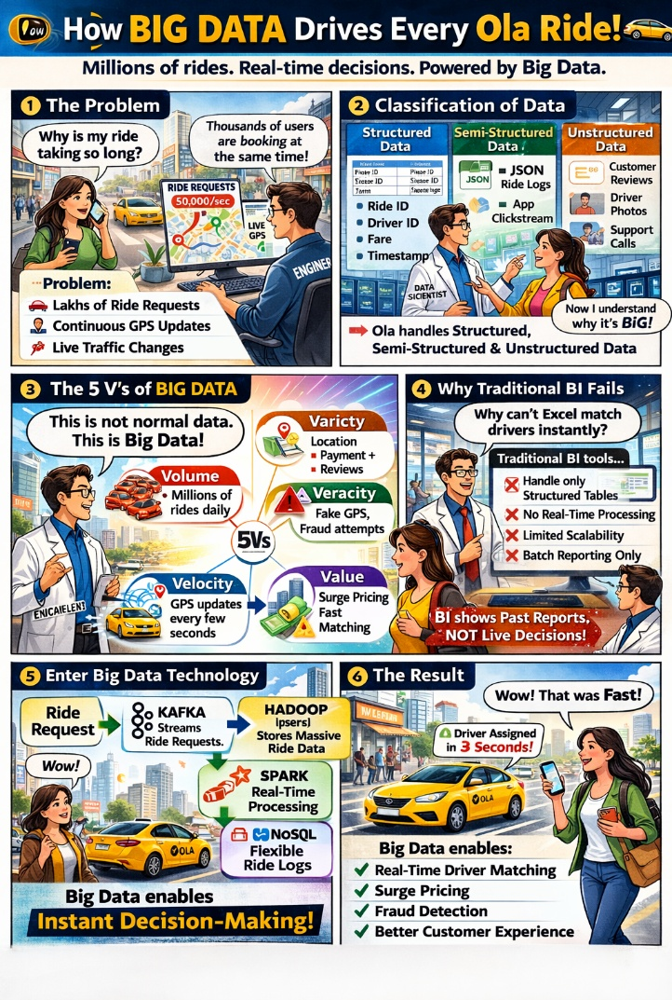 How BIG DATA Drives Every Ola Ride!
Millions of rides. Real-time decisions. Powered by Big Data.
1 The Problem
Why is my ride
taking so long?
Thousands of users
are booking at
the same time!
RIDE REQUESTS
50,000/sec
LIVE
GPS
ENGINER
Problem:
Lakhs of Ride Requests
Continuous GPS Updates
Live Traffic Changes
2 Classification of Data
Structured
Data
Ride ID
Driver ID
Fare
Timestamp
Semi-Structured
Data
JSON
JSON
Ride Logs
App
Clickstream
Unstructured
Data
Customer
Reviews
Driver
Photos
Support
Calls
DATA
SICIENTIST
Now I understand
why it's BiG!
Ola handles Structured,
Semi-Structured & Unstructured Data
3 The 5 V's of BIG DATA
This is not normal data.
This is Big Data!
Volume
Millions of
rides daily
Varicty
Location
Payment +
Reviews
Veracity
Fake GPS,
Fraud attempts
5Vs
Velocity
GPS updates
every few
seconds
Value
Surge Pricing
Fast
Matching
4 Why Traditional BI Fails
Why can't Excel match
drivers instantly?
Traditional BI tools...
Handle only
Structured Tables
No Real-Time Processing
Limited Scalability
Batch Reporting Only
BI shows Past Reports,
NOT Live Decisions!
5 Enter Big Data Technology
Ride
Request
KAFKA
Streams
Ride Requests.
HADOOP
Stores Massive
Ride Data
Wow!
SPARK
Real-Time
Processing
NoSQL
Flexible
Ride Logs
OLA
Big Data enables
Instant Decision-Making!
6 The Result
Wow! That was Fast!
Driver Assigned
in 3 Seconds!
OLA
Big Data enables:
Real-Time Driver Matching
Surge Pricing
Fraud Detection
Better Customer Experience